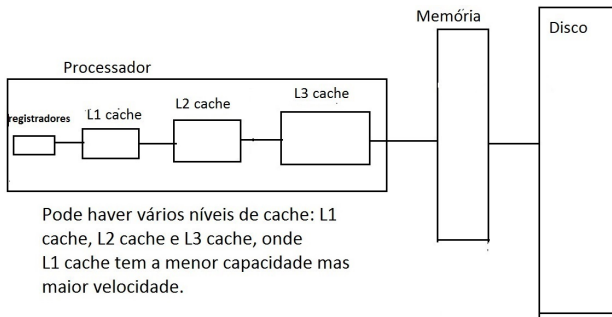 Memória
Disco
Processador
registradores
L1 cache
L2 cache
L3 cache
Pode haver vários níveis de cache: L1
cache, L2 cache e L3 cache, onde
L1 cache tem a menor capacidade mas
maior velocidade.